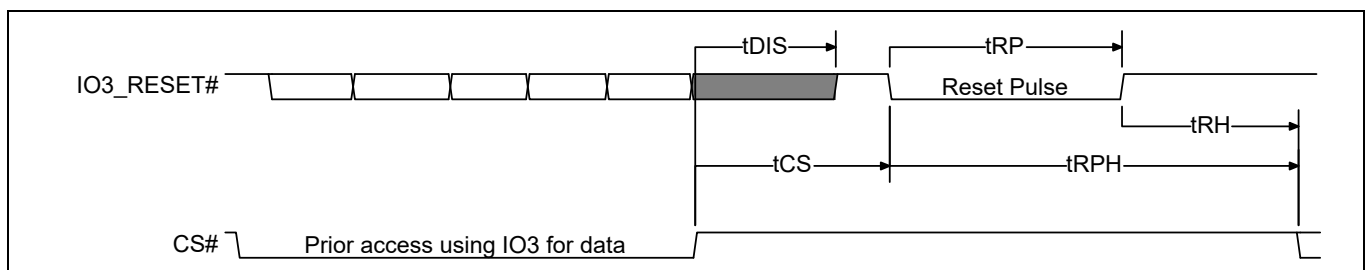 tDIS
tRP
IO3_RESET#
Reset Pulse
tRH
tCS
tRPH
CS#
Prior access using IO3 for data